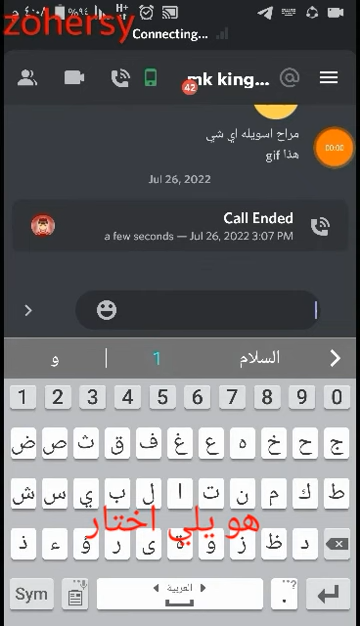 zohersy
%٩٤
H+
Connecting...
mk king...
42
مراح اسويله اي شي
هذا gif
00:00
Jul 26, 2022
Call Ended
a few seconds — Jul 26, 2022 3:07 PM
و 1 السلام
1 2 3 4 5 6 7 8 9 0
ض ص ث ق ف غ ع ه خ ح ج
ش س ي ب ل ا ت ن م ك ط
هو يلي اختار
ذ ء ؤ ر ى ة و ز ظ د
Sym العربية .